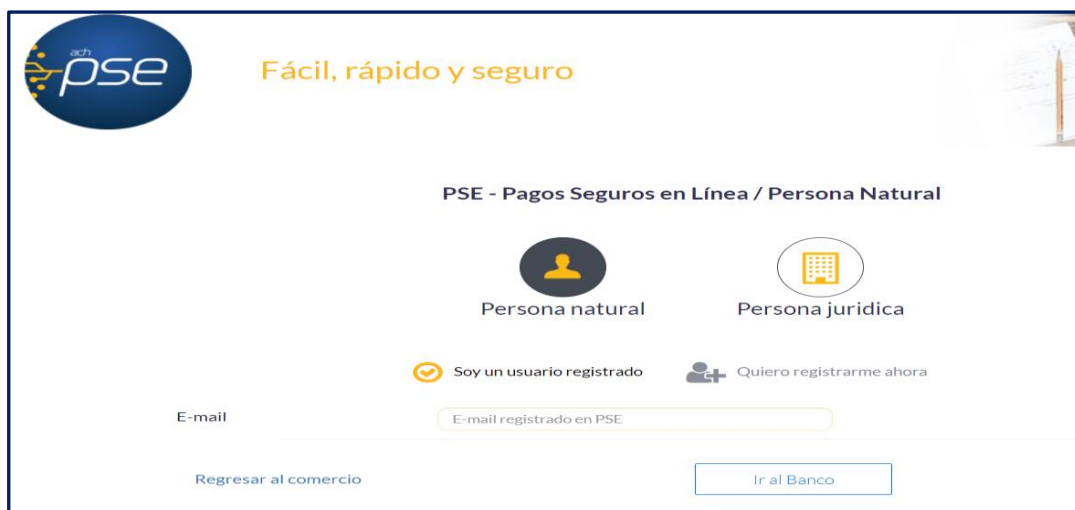 ach
pse
Fácil, rápido y seguro
PSE - Pagos Seguros en Línea / Persona Natural
Persona natural
Persona juridica
Soy un usuario registrado
Quiero registrarme ahora
E-mail
E-mail registrado en PSE
Regresar al comercio
Ir al Banco